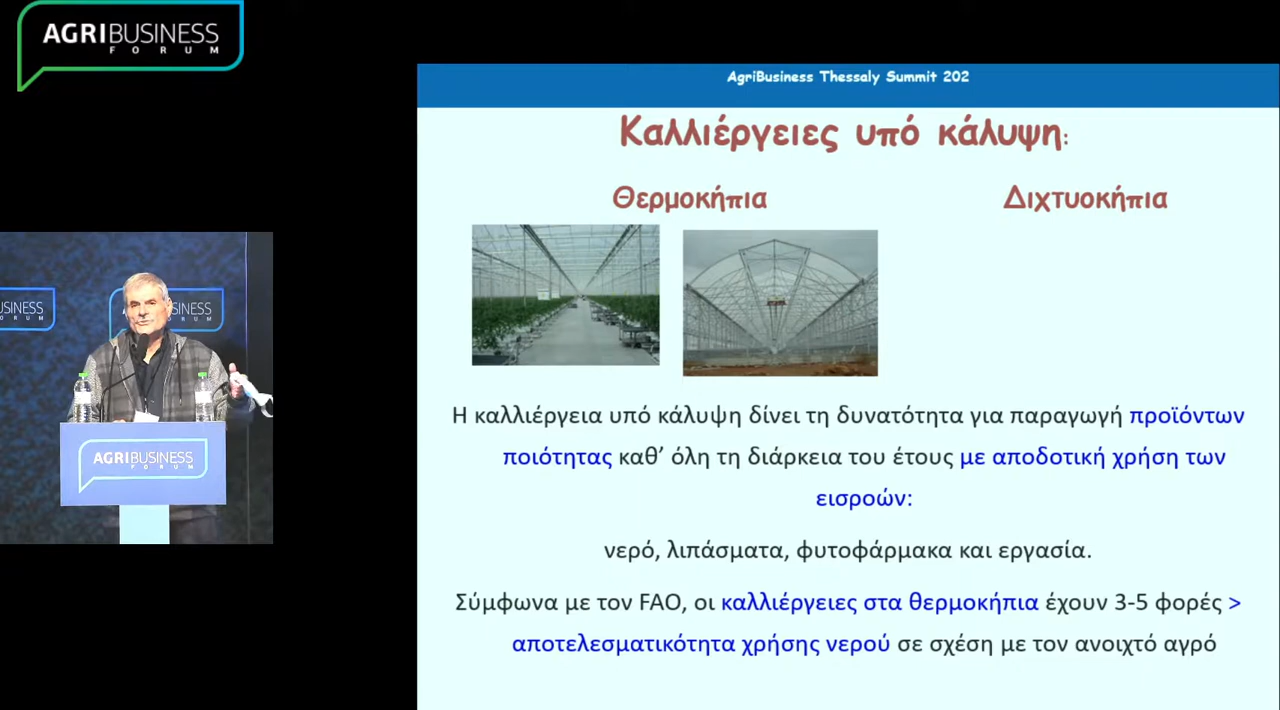 AGRIBUSINESS
FORUM
AgriBusiness Thessaly Summit 202
Καλλιέργειες υπό κάλυψη:
Θερμοκήπια
Διχτυοκήπια
Η καλλιέργεια υπό κάλυψη δίνει τη δυνατότητα για παραγωγή προϊόντων
ποιότητας καθ’ όλη τη διάρκεια του έτους με αποδοτική χρήση των
εισροών:
νερό, λιπάσματα, φυτοφάρμακα και εργασία.
Σύμφωνα με τον FAO, οι καλλιέργειες στα θερμοκήπια έχουν 3-5 φορές >
αποτελεσματικότητα χρήσης νερού σε σχέση με τον ανοιχτό αγρό
USINESS
FORUM
INESS
RUM
AGRIBUSINESS
FORUM